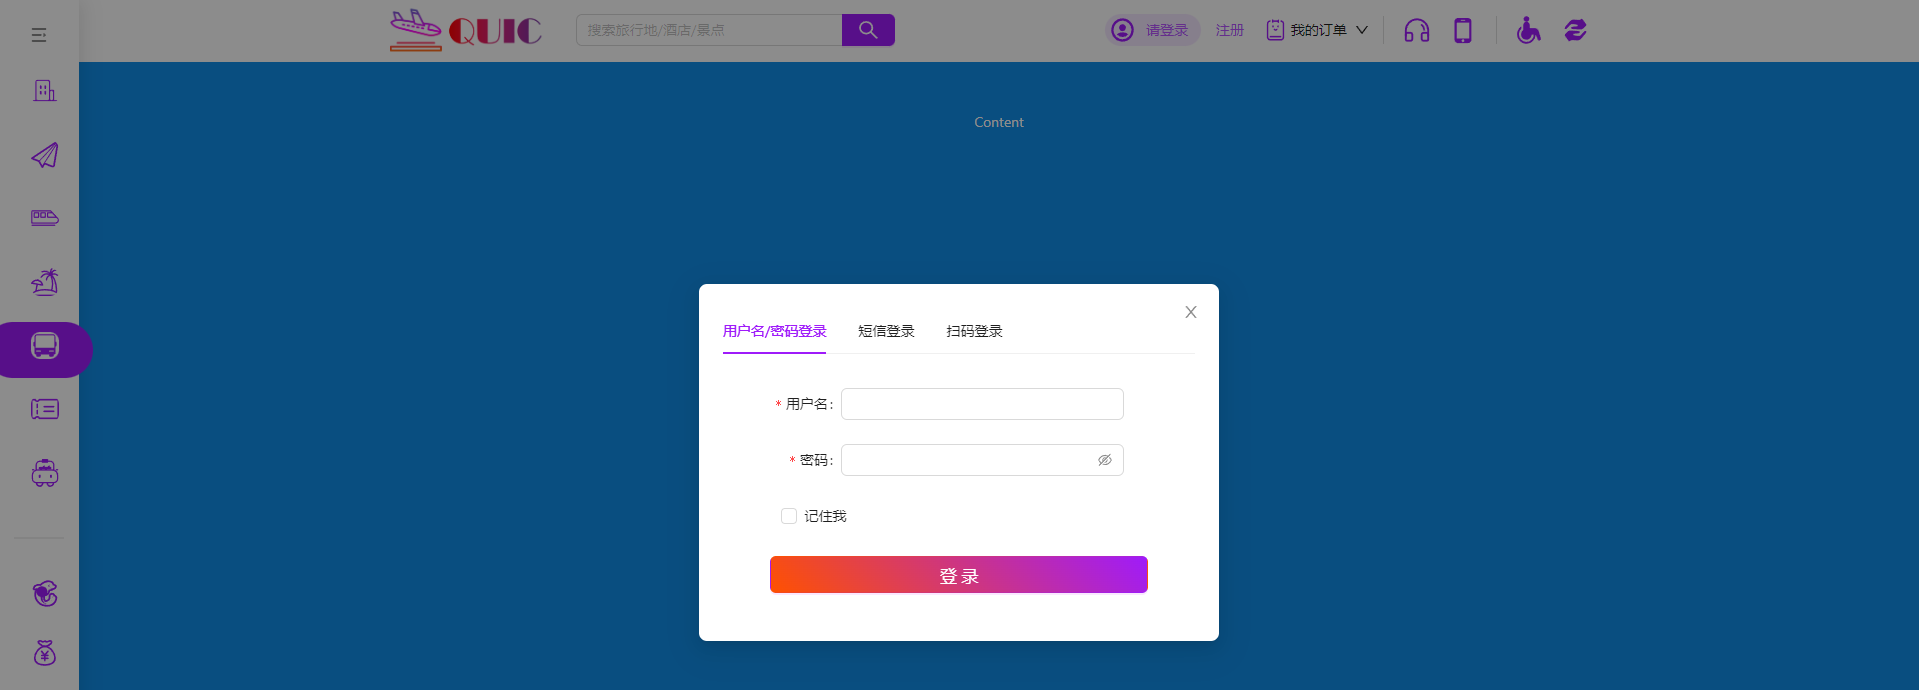 QUIC
搜索旅行地/酒店/景点
请登录
注册
我的订单
Content
用户名/密码登录
短信登录
扫码登录
* 用户名:
* 密码:
记住我
登录